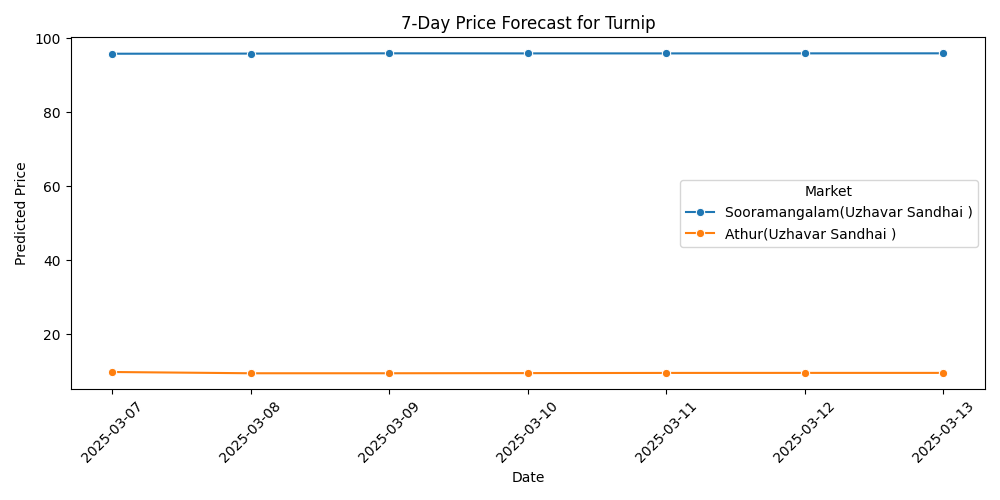 7-Day Price Forecast for Turnip
100
80
60
40
20
Predicted Price
Market
Sooramangalam(Uzhavar Sandhai )
Athur(Uzhavar Sandhai )
2025-03-07
2025-03-08
2025-03-09
2025-03-10
2025-03-11
2025-03-12
2025-03-13
Date